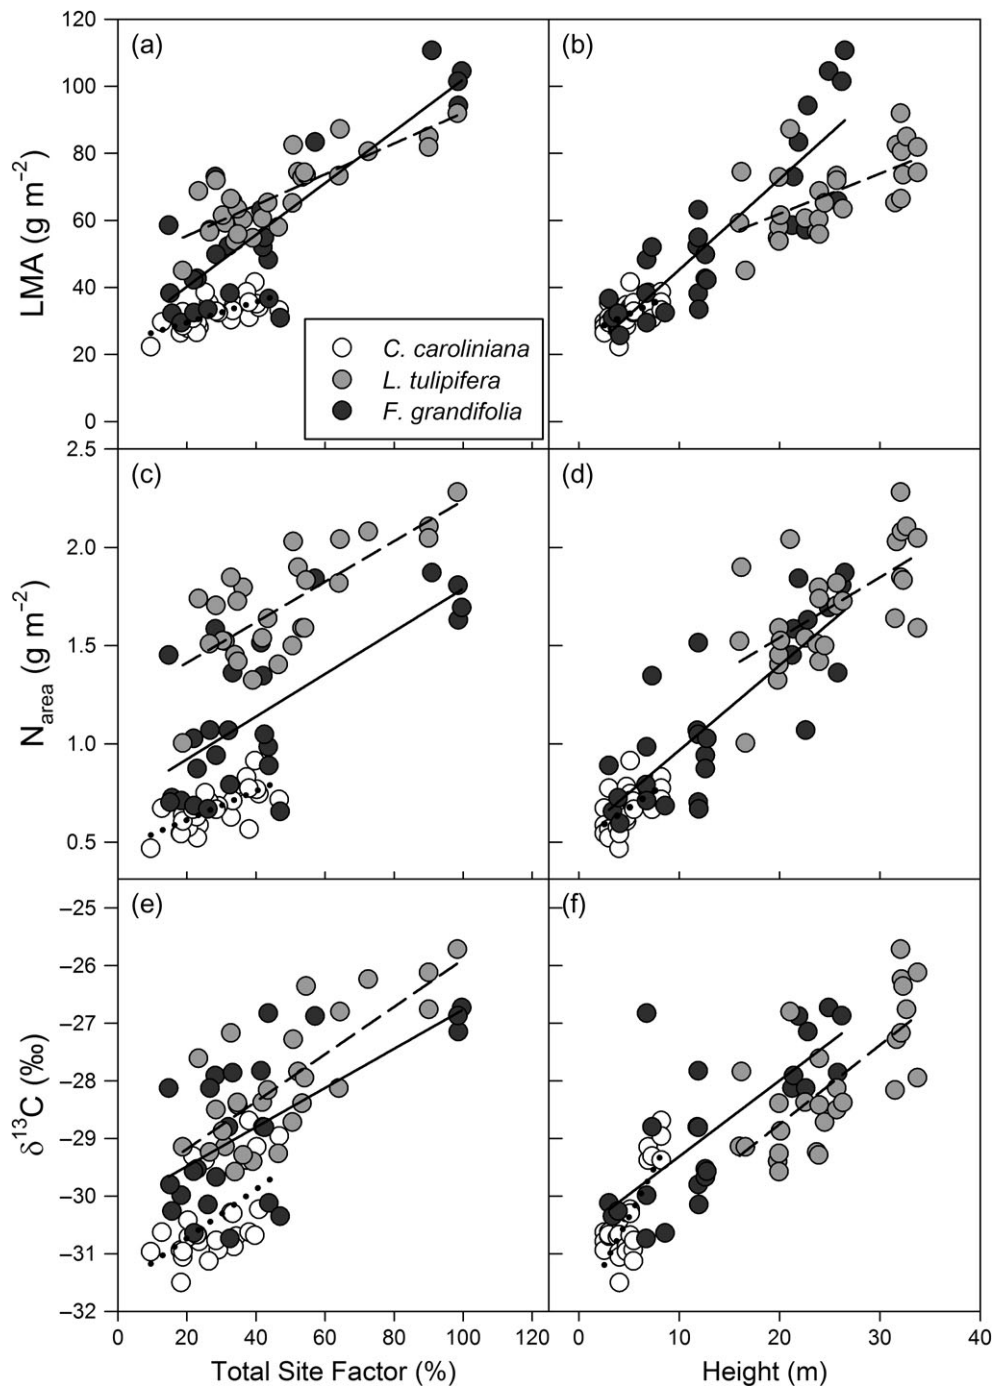 120
100
80
60
40
20
0
LMA (g m−2)
(a)
(b)
C. caroliniana
L. tulipifera
F. grandifolia
2.5
2.0
1.5
1.0
0.5
Narea (g m−2)
(c)
(d)
–25
–26
–27
–28
–29
–30
–31
–32
δ13C (‰)
(e)
(f)
0 20 40 60 80 100 120
0 10 20 30 40
Total Site Factor (%)
Height (m)